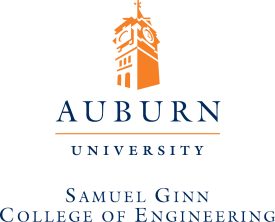 AUBURN
UNIVERSITY
SAMUEL GINN
COLLEGE OF ENGINEERING